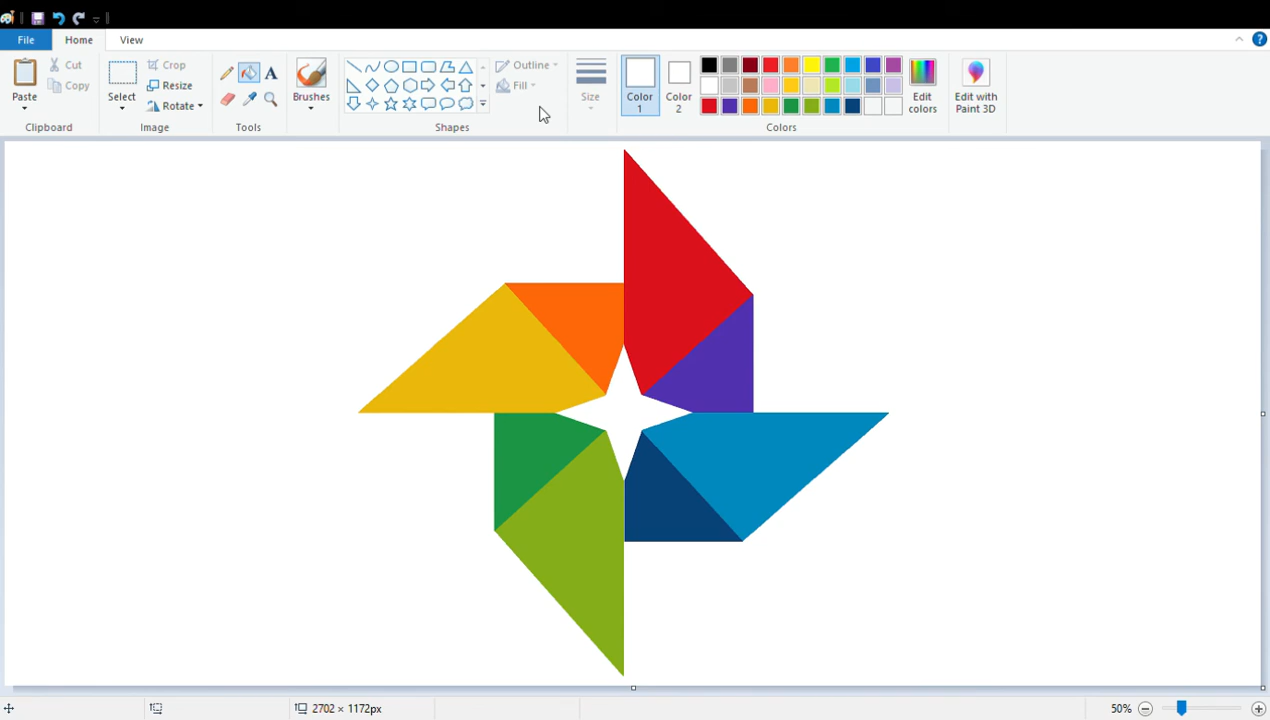 File Home View
Paste
Cut
Copy
Clipboard
Select
Crop
Resize
Rotate
Image
A
Tools
Brushes
Outline
Fill
Shapes
Size
Color
1
Color
2
Edit
colors
Colors
Edit with
Paint 3D
?
2702 × 1172px
50%